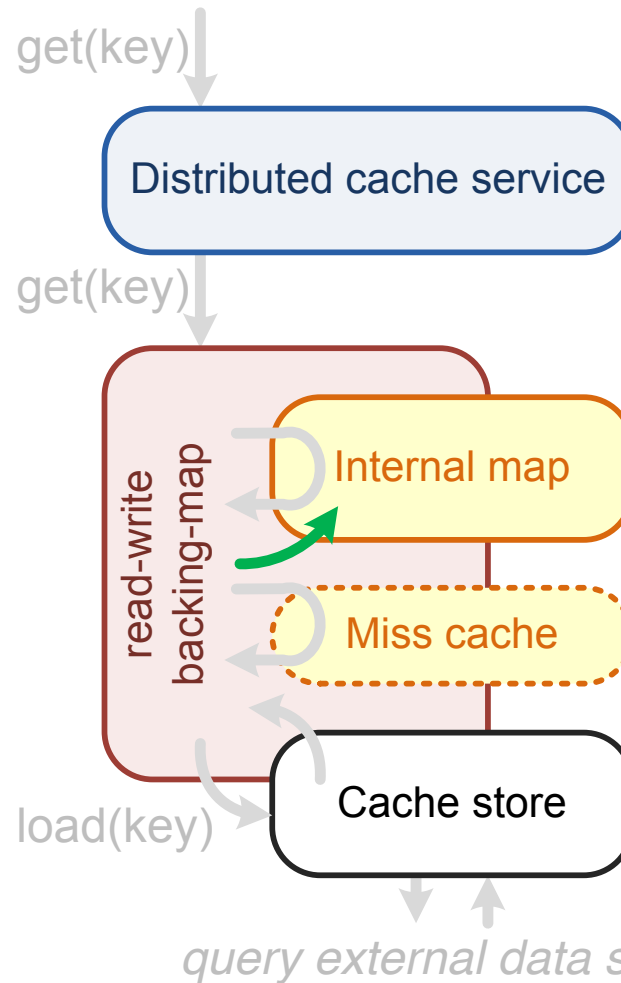 get(key)
Distributed cache service
get(key)
read-write
backing-map
Internal map
Miss cache
Cache store
load(key)
query external data s